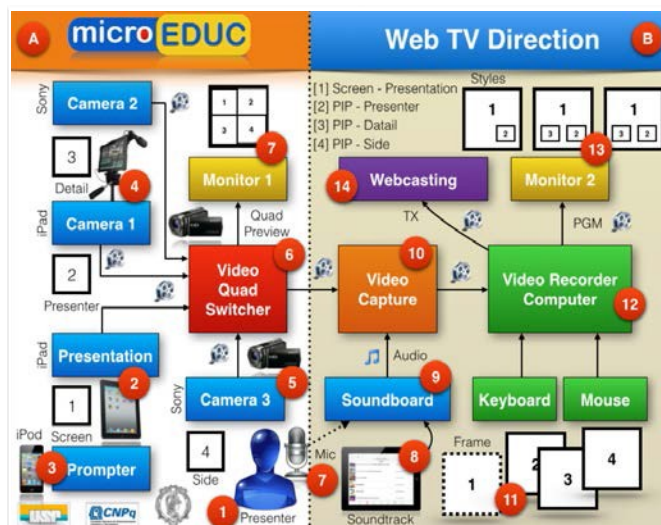 A
microEDUC
Web TV Direction
B
Sony
Camera 2
1 2
3 4
[1] Screen - Presentation
[2] PIP - Presenter
[3] PIP - Datail
[4] PIP - Side
Styles
1
2
1
3 2
1
3 2
3
Detail
4
7
Monitor 1
14
Webcasting
13
Monitor 2
iPad
Camera 1
Quad
Preview
TX
PGM
2
Presenter
6
Video
Quad
Switcher
10
Video
Capture
Video Recorder
Computer
12
iPad
Presentation
2
Audio
Sony
5
Camera 3
9
Soundboard
Keyboard
Mouse
1
Screen
iPod
3
Prompter
4
Side
Mic
7
8
Frame
1
2
3
4
11
USP
CNPq
1
Presenter
Soundtrack